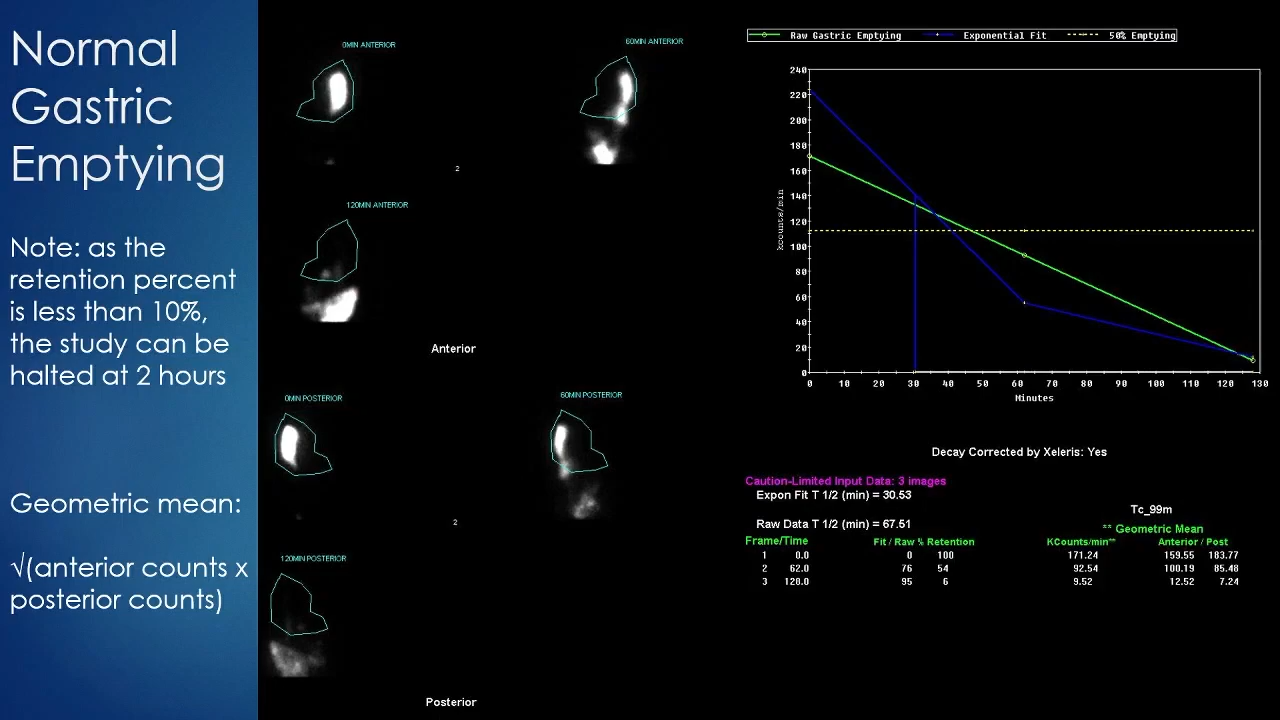 Normal
Gastric
Emptying
Note: as the
retention percent
is less than 10%,
the study can be
halted at 2 hours
Geometric mean:
√(anterior counts x
posterior counts)
0MIN ANTERIOR
60MIN ANTERIOR
2
120MIN ANTERIOR
Anterior
0MIN POSTERIOR
60MIN POSTERIOR
2
120MIN POSTERIOR
Posterior
Raw Gastric Emptying Exponential Fit 50% Emptying
240
220
200
180
160
140
120
100
80
60
40
20
0
kcounts/min
0 10 20 30 40 50 60 70 80 90 100 110 120 130
Minutes
Decay Corrected by Xeleris: Yes
Caution-Limited Input Data: 3 images
Expon Fit T 1/2 (min) = 30.53
Tc_99m
Raw Data T 1/2 (min) = 67.51
** Geometric Mean
Frame/Time Fit / Raw % Retention KCounts/min** Anterior / Post
1 0.0 0 100 171.24 159.55 183.77
2 62.0 76 54 92.54 100.19 85.48
3 128.0 95 6 9.52 12.52 7.24